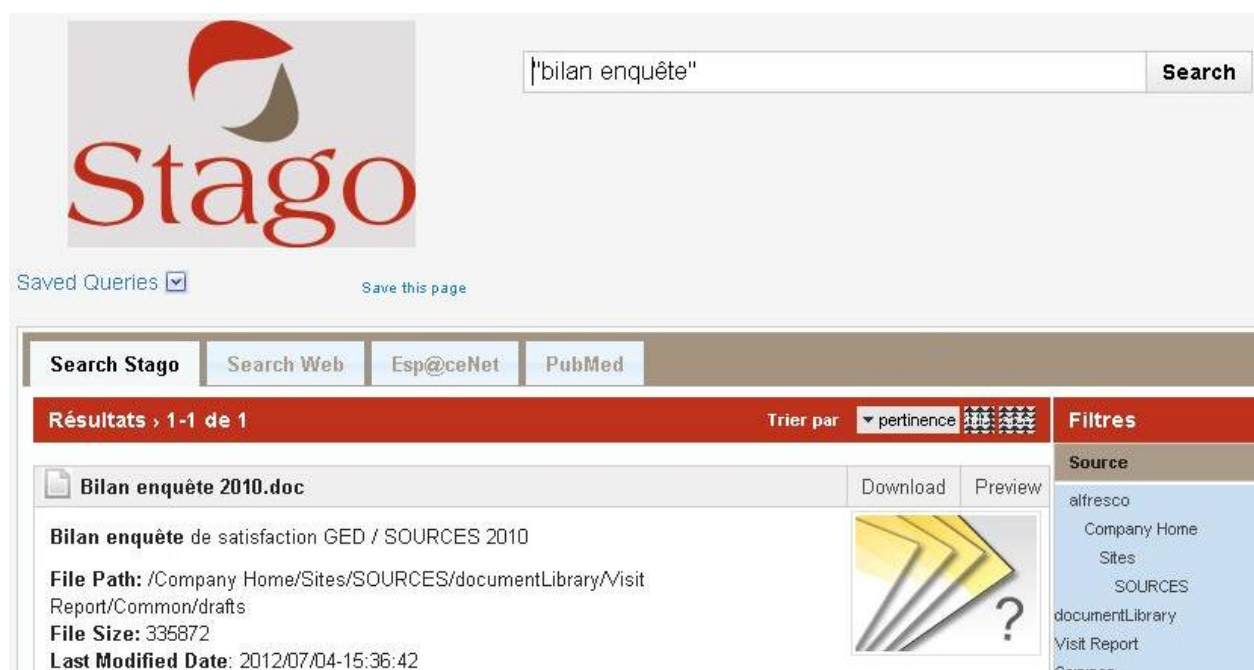 Stago
"bilan enquête"
Search
Saved Queries
Save this page
Search Stago
Search Web
Esp@ceNet
PubMed
Résultats › 1-1 de 1
Trier par
pertinence
Filtres
Source
Bilan enquête 2010.doc
Download
Preview
Bilan enquête de satisfaction GED / SOURCES 2010
File Path: /Company Home/Sites/SOURCES/documentLibrary/Visit
Report/Common/drafts
File Size: 335872
Last Modified Date: 2012/07/04-15:36:42
?
alfresco
Company Home
Sites
SOURCES
documentLibrary
Visit Report